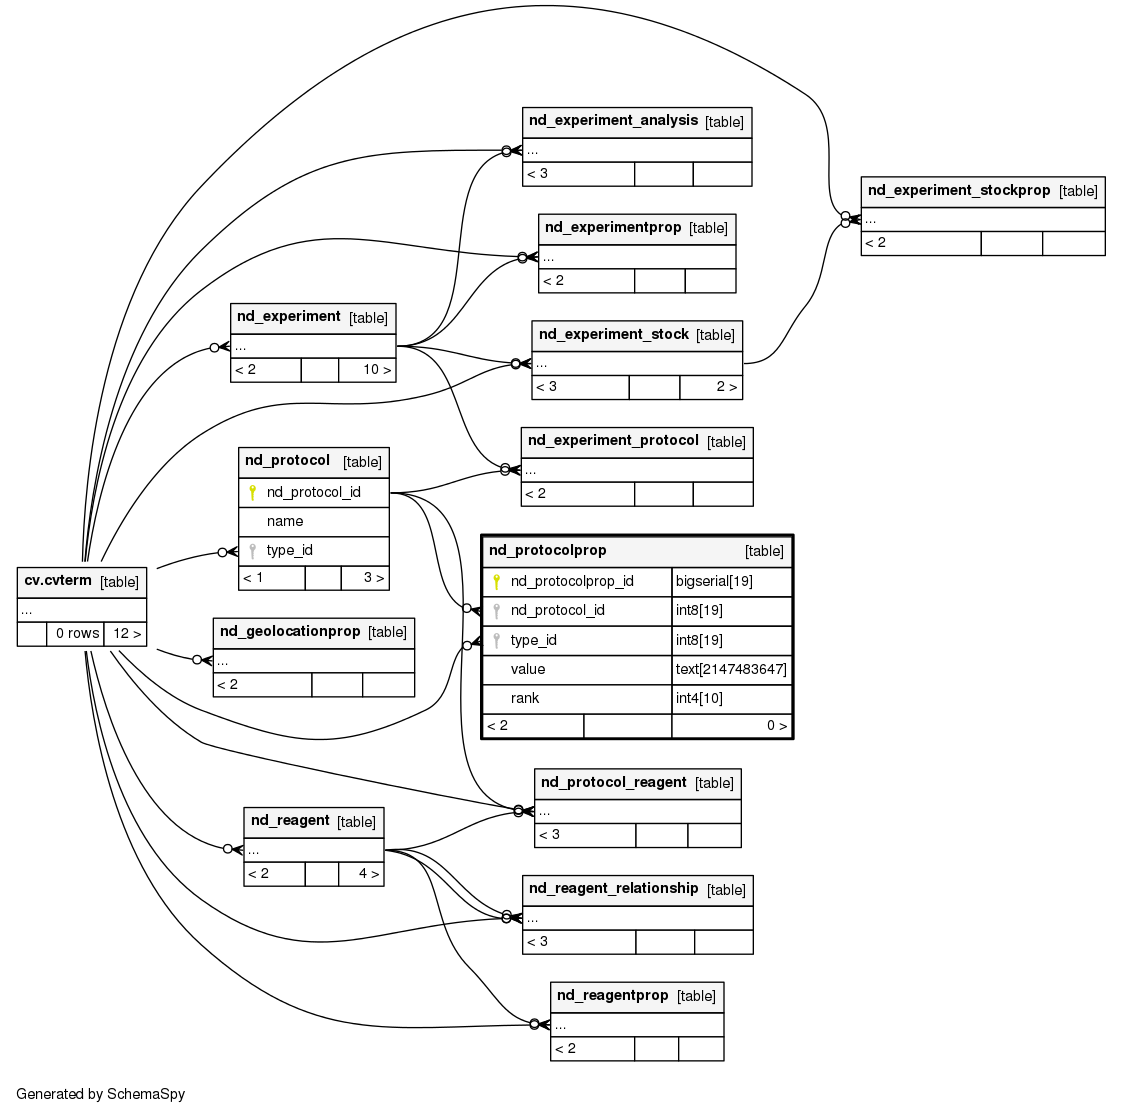 nd_experiment_analysis [table]
...
< 3
nd_experiment_stockprop [table]
...
< 2
nd_experimentprop [table]
...
< 2
nd_experiment [table]
...
< 2 10 >
nd_experiment_stock [table]
...
< 3 2 >
nd_experiment_protocol [table]
...
< 2
nd_protocol [table]
nd_protocol_id
name
type_id
< 1 3 >
nd_protocolprop [table]
nd_protocolprop_id bigserial[19]
nd_protocol_id int8[19]
type_id int8[19]
value text[2147483647]
rank int4[10]
< 2 0 >
cv.cvterm [table]
...
0 rows 12 >
nd_geolocationprop [table]
...
< 2
nd_protocol_reagent [table]
...
< 3
nd_reagent [table]
...
< 2 4 >
nd_reagent_relationship [table]
...
< 3
nd_reagentprop [table]
...
< 2
Generated by SchemaSpy